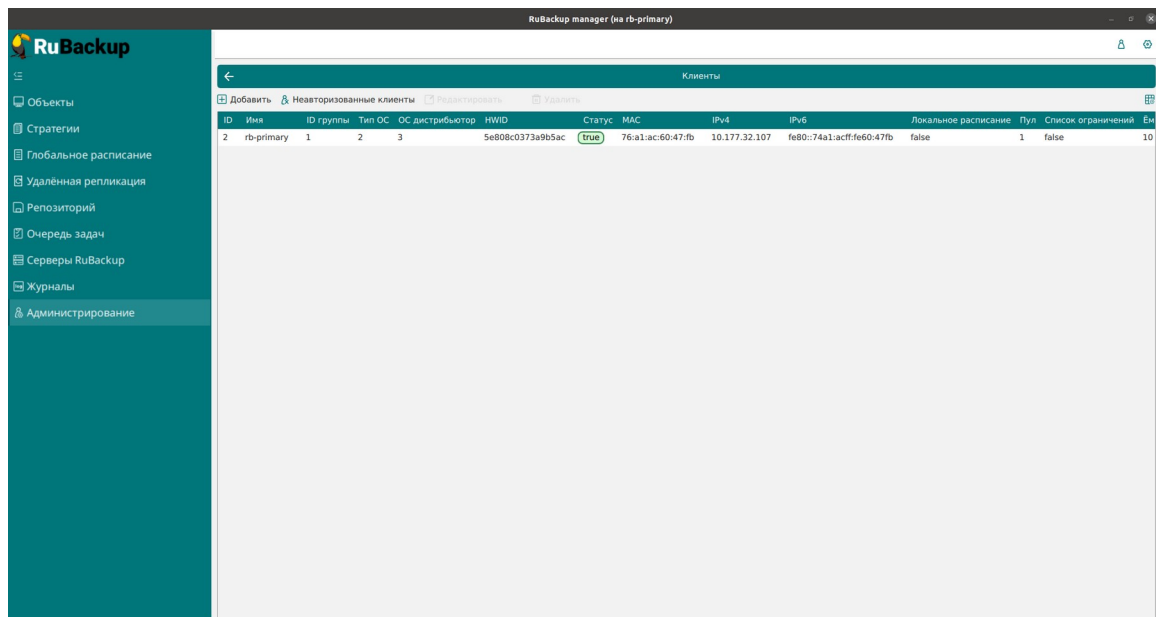 RuBackup manager (на rb-primary)
RuBackup
Клиенты
Объекты
Стратегии
Глобальное расписание
Удалённая репликация
Репозиторий
Очередь задач
Серверы RuBackup
Журналы
Администрирование
Добавить Неавторизованные клиенты Редактировать Удалить
ID Имя ID группы Тип ОС ОС дистрибьютор HWID Статус MAC IPv4 IPv6 Локальное расписание Пул Список ограничений Ём
2 rb-primary 1 2 3 5e808c0373a9b5ac true 76:a1:ac:60:47:fb 10.177.32.107 fe80::74a1:acff:fe60:47fb false 1 false 10